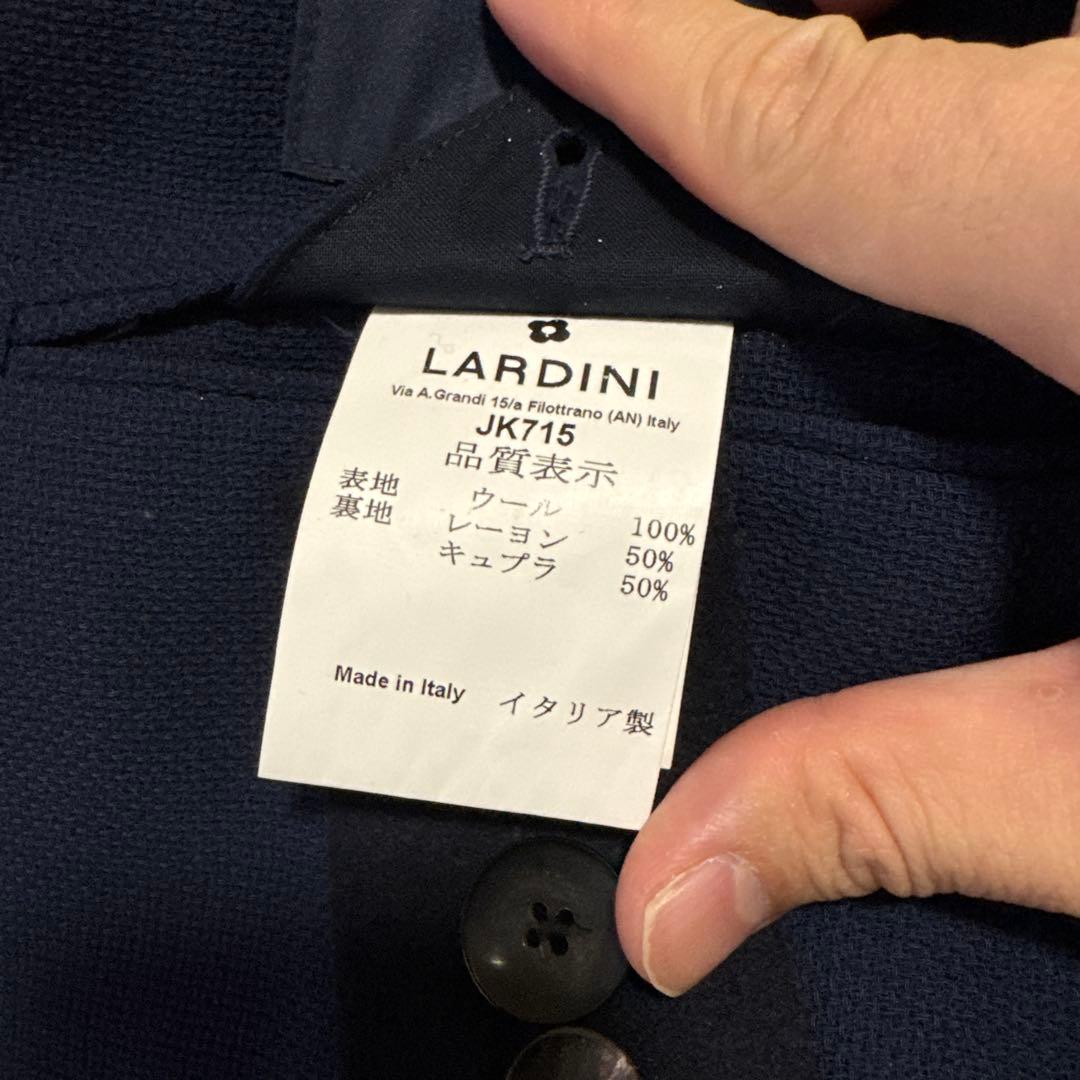 LARDINI
Via A.Grandi 15/a Filottrano (AN) Italy
JK715
品質表示
表地 ウール 100%
裏地 レーヨン 50%
キュプラ 50%
Made in Italy イタリア製